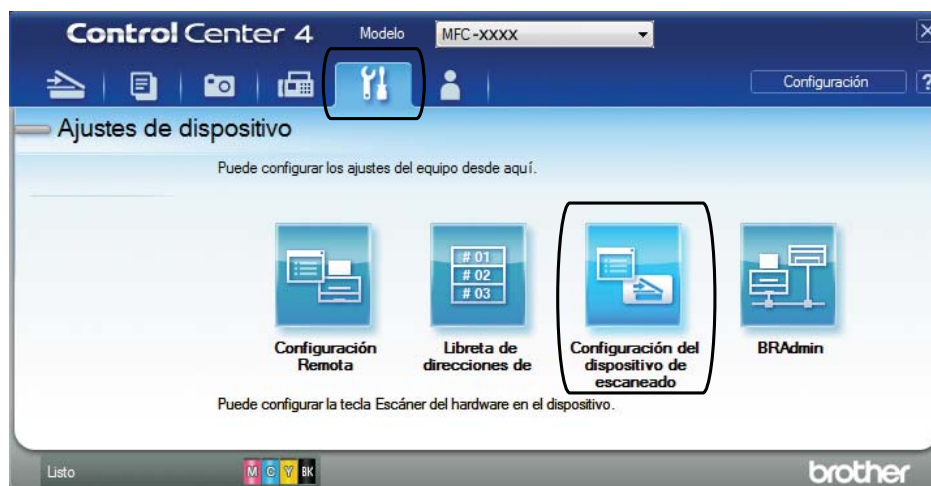 Control Center 4 Modelo MFC-XXXX
Configuración ?
Ajustes de dispositivo
Puede configurar los ajustes del equipo desde aquí.
# 01
# 02
# 03
Configuración Remota
Libreta de direcciones de
Configuración del dispositivo de escaneado
BRAdmin
Puede configurar la tecla Escáner del hardware en el dispositivo.
Listo M C Y BK brother